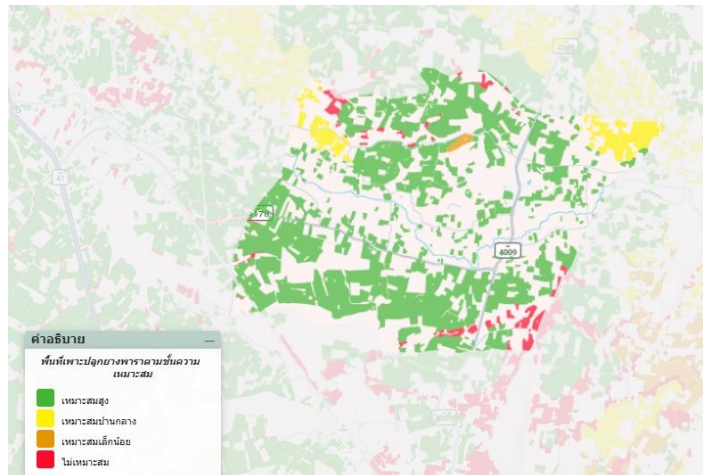 41
4009
คำอธิบาย
พื้นที่เพาะปลูกยางพาราตามชั้นความ
เหมาะสม
เหมาะสมสูง
เหมาะสมปานกลาง
เหมาะสมเล็กน้อย
ไม่เหมาะสม